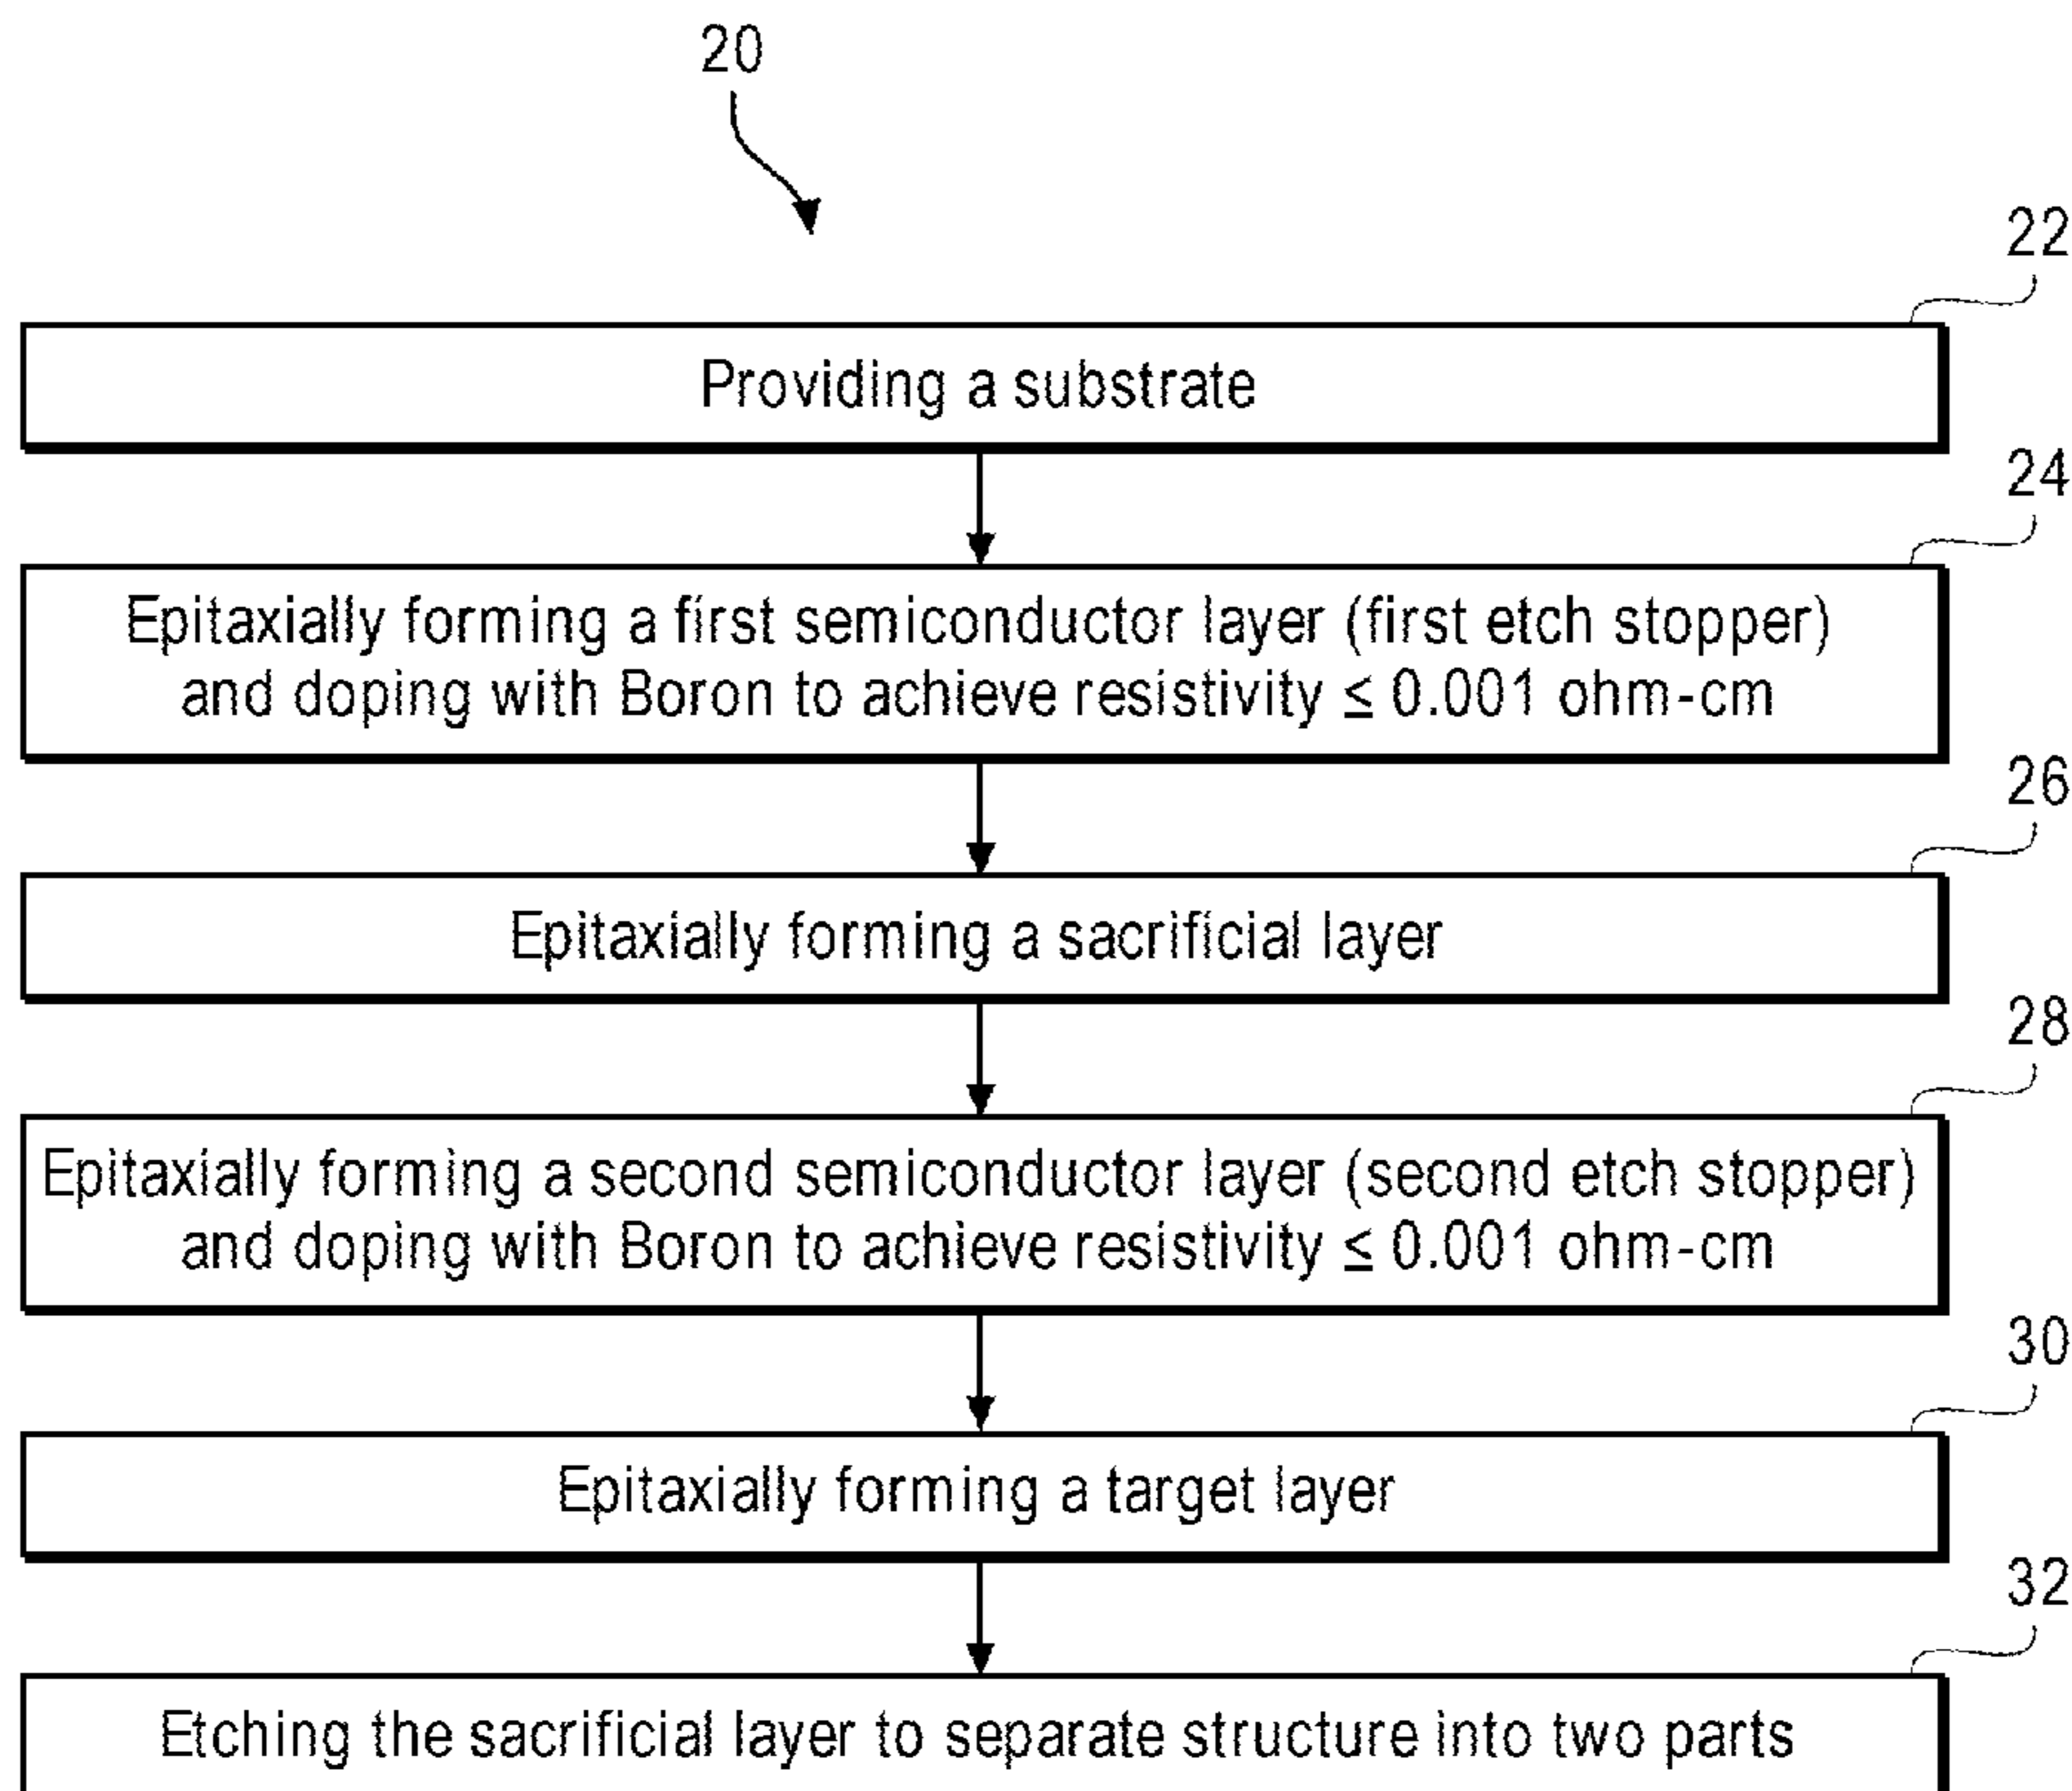 20
22
Providing a substrate
24
Epitaxially forming a first semiconductor layer (first etch stopper)
and doping with Boron to achieve resistivity ≤ 0.001 ohm-cm
26
Epitaxially forming a sacrificial layer
28
Epitaxially forming a second semiconductor layer (second etch stopper)
and doping with Boron to achieve resistivity ≤ 0.001 ohm-cm
30
Epitaxially forming a target layer
32
Etching the sacrificial layer to separate structure into two parts